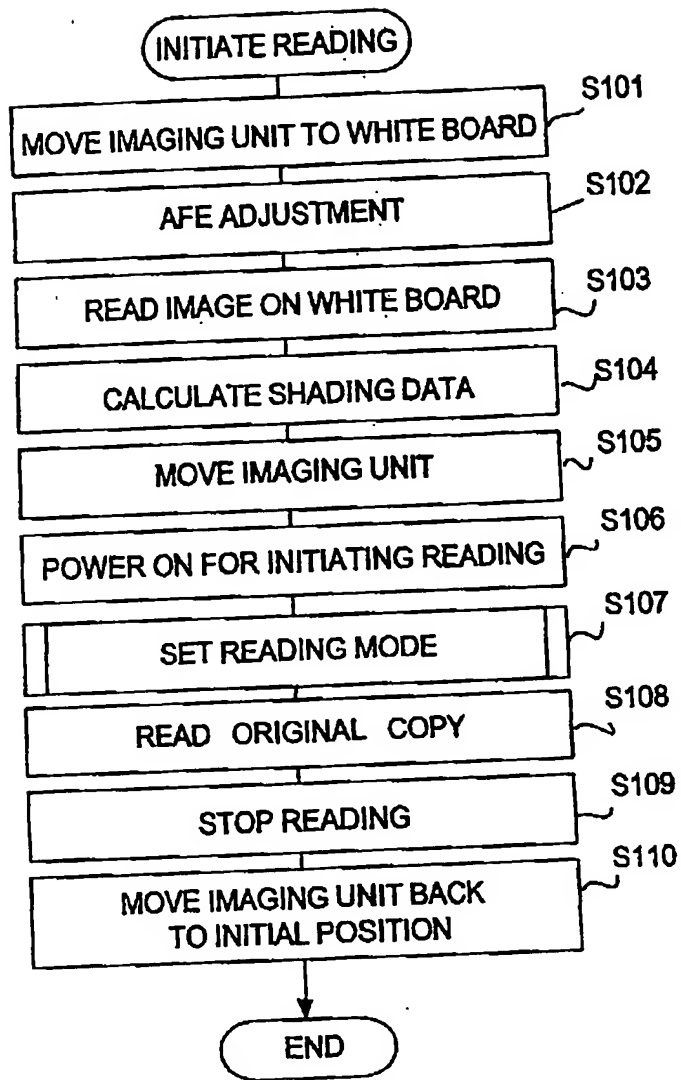 INITIATE READING
S101
MOVE IMAGING UNIT TO WHITE BOARD
S102
AFE ADJUSTMENT
S103
READ IMAGE ON WHITE BOARD
S104
CALCULATE SHADING DATA
S105
MOVE IMAGING UNIT
S106
POWER ON FOR INITIATING READING
S107
SET READING MODE
S108
READ ORIGINAL COPY
S109
STOP READING
S110
MOVE IMAGING UNIT BACK
TO INITIAL POSITION
END